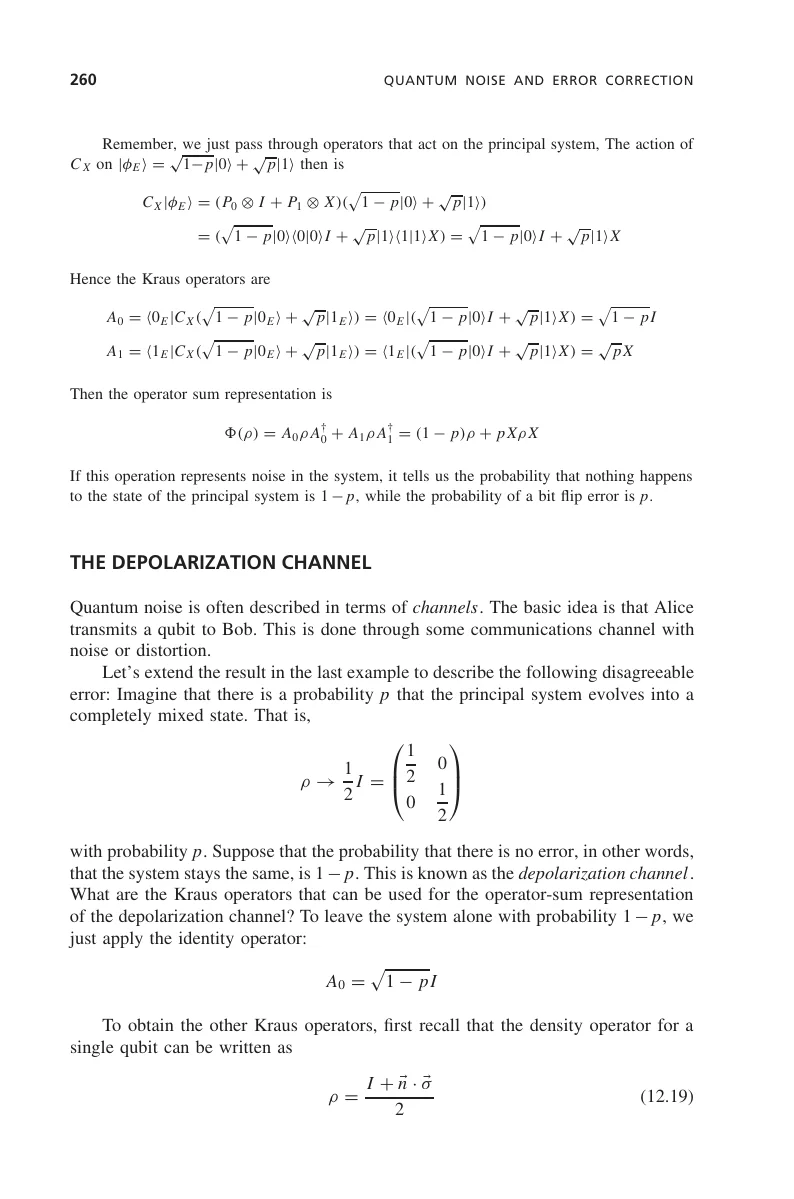 260 QUANTUM NOISE AND ERROR CORRECTION
Remember, we just pass through operators that act on the principal system, The action of
C_X on |ϕ_E⟩ = √(1−p)|0⟩ + √p|1⟩ then is
C_X|ϕ_E⟩ = (P₀ ⊗ I + P₁ ⊗ X)(√(1 − p)|0⟩ + √p|1⟩)
= (√(1 − p)|0⟩⟨0|0⟩I + √p|1⟩⟨1|1⟩X) = √(1 − p)|0⟩I + √p|1⟩X
Hence the Kraus operators are
A₀ = ⟨0_E|C_X(√(1 − p)|0_E⟩ + √p|1_E⟩) = ⟨0_E|(√(1 − p)|0⟩I + √p|1⟩X) = √(1 − p)I
A₁ = ⟨1_E|C_X(√(1 − p)|0_E⟩ + √p|1_E⟩) = ⟨1_E|(√(1 − p)|0⟩I + √p|1⟩X) = √pX
Then the operator sum representation is
Φ(ρ) = A₀ρA₀† + A₁ρA₁† = (1 − p)ρ + pXρX
If this operation represents noise in the system, it tells us the probability that nothing happens
to the state of the principal system is 1 − p, while the probability of a bit flip error is p.
THE DEPOLARIZATION CHANNEL
Quantum noise is often described in terms of channels. The basic idea is that Alice
transmits a qubit to Bob. This is done through some communications channel with
noise or distortion.
Let's extend the result in the last example to describe the following disagreeable
error: Imagine that there is a probability p that the principal system evolves into a
completely mixed state. That is,
ρ → 1/2 I = (1/2 0
0 1/2)
with probability p. Suppose that the probability that there is no error, in other words,
that the system stays the same, is 1 − p. This is known as the depolarization channel.
What are the Kraus operators that can be used for the operator-sum representation
of the depolarization channel? To leave the system alone with probability 1 − p, we
just apply the identity operator:
A₀ = √(1 − p)I
To obtain the other Kraus operators, first recall that the density operator for a
single qubit can be written as
ρ = (I + n⃗ · σ⃗)/2 (12.19)